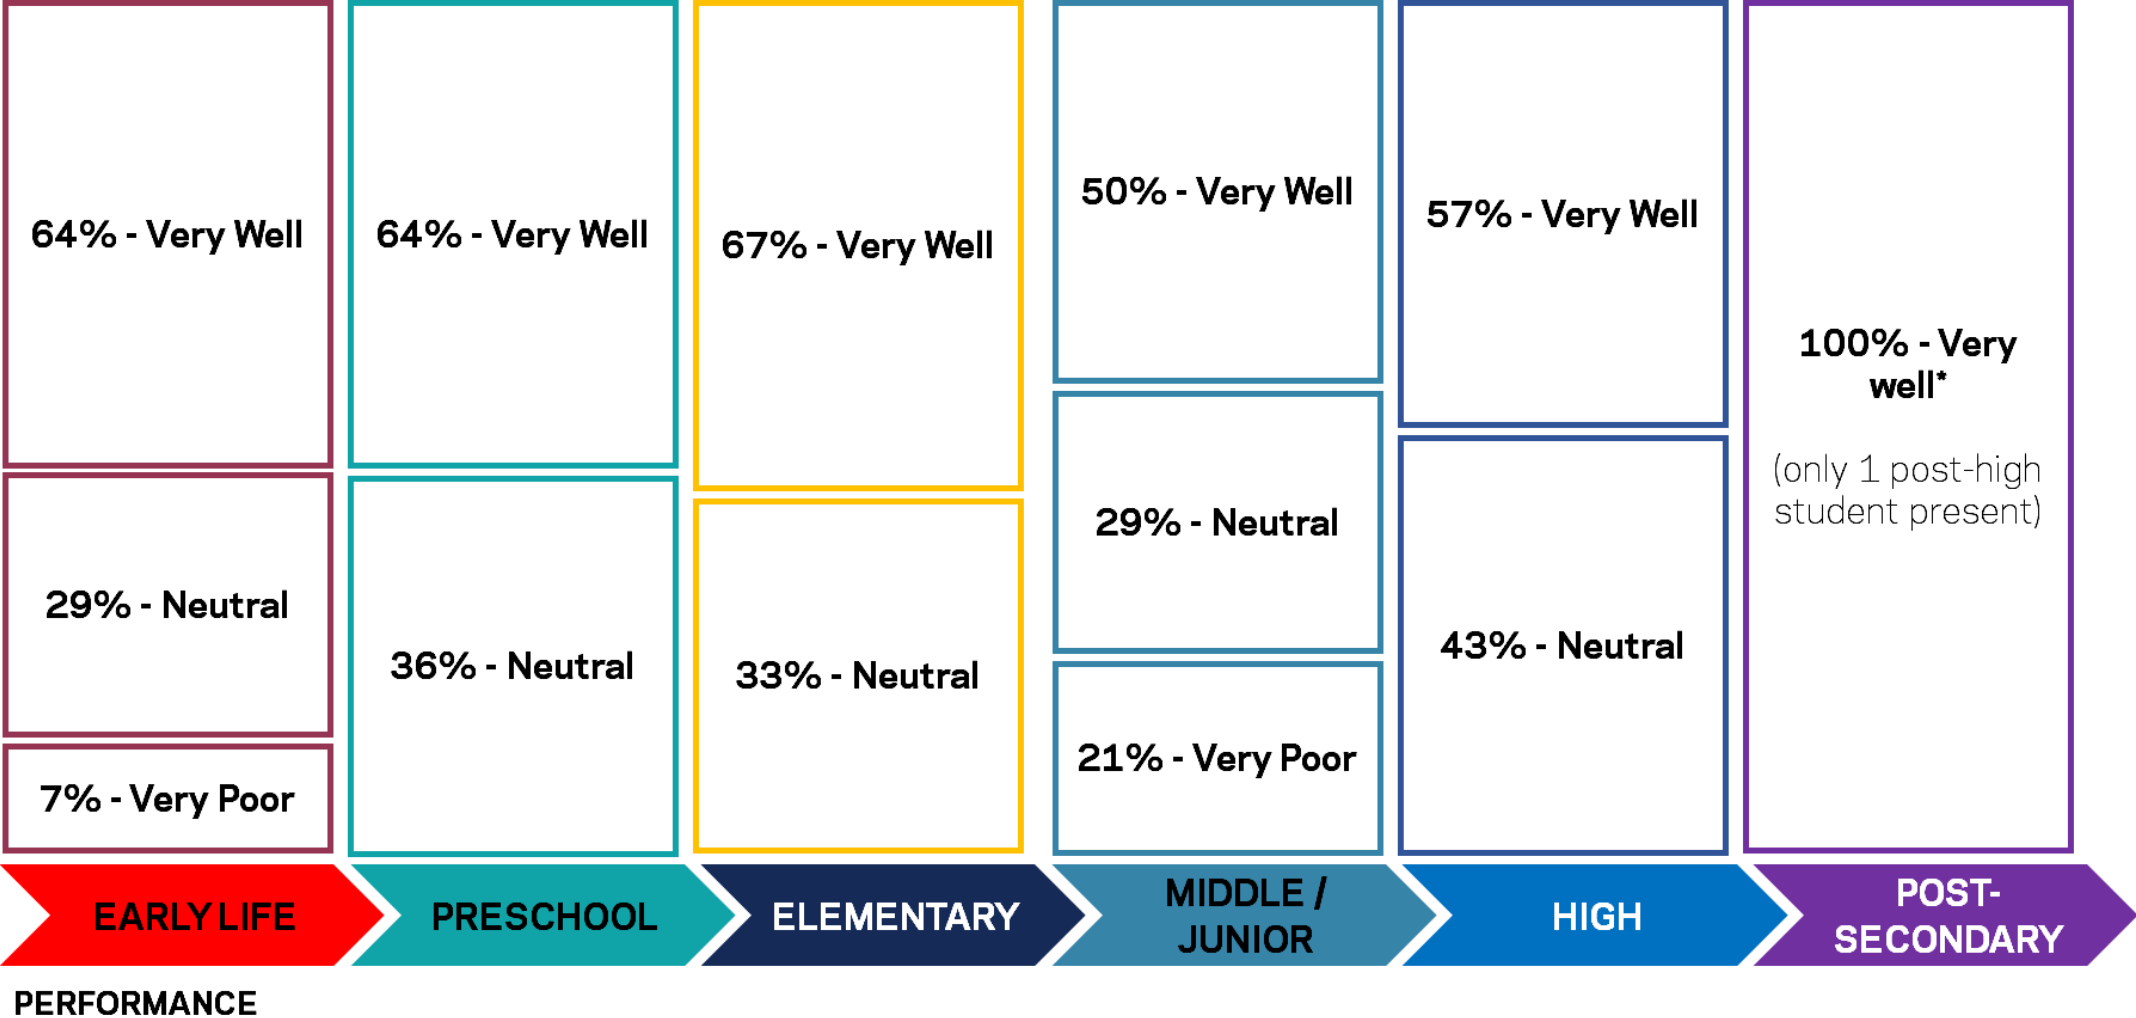 64% - Very Well
29% - Neutral
7% - Very Poor
EARLY LIFE
64% - Very Well
36% - Neutral
PRESCHOOL
67% - Very Well
33% - Neutral
ELEMENTARY
50% - Very Well
29% - Neutral
21% - Very Poor
MIDDLE /
JUNIOR
57% - Very Well
43% - Neutral
HIGH
100% - Very
well*
(only 1 post-high
student present)
POST-
SECONDARY
PERFORMANCE